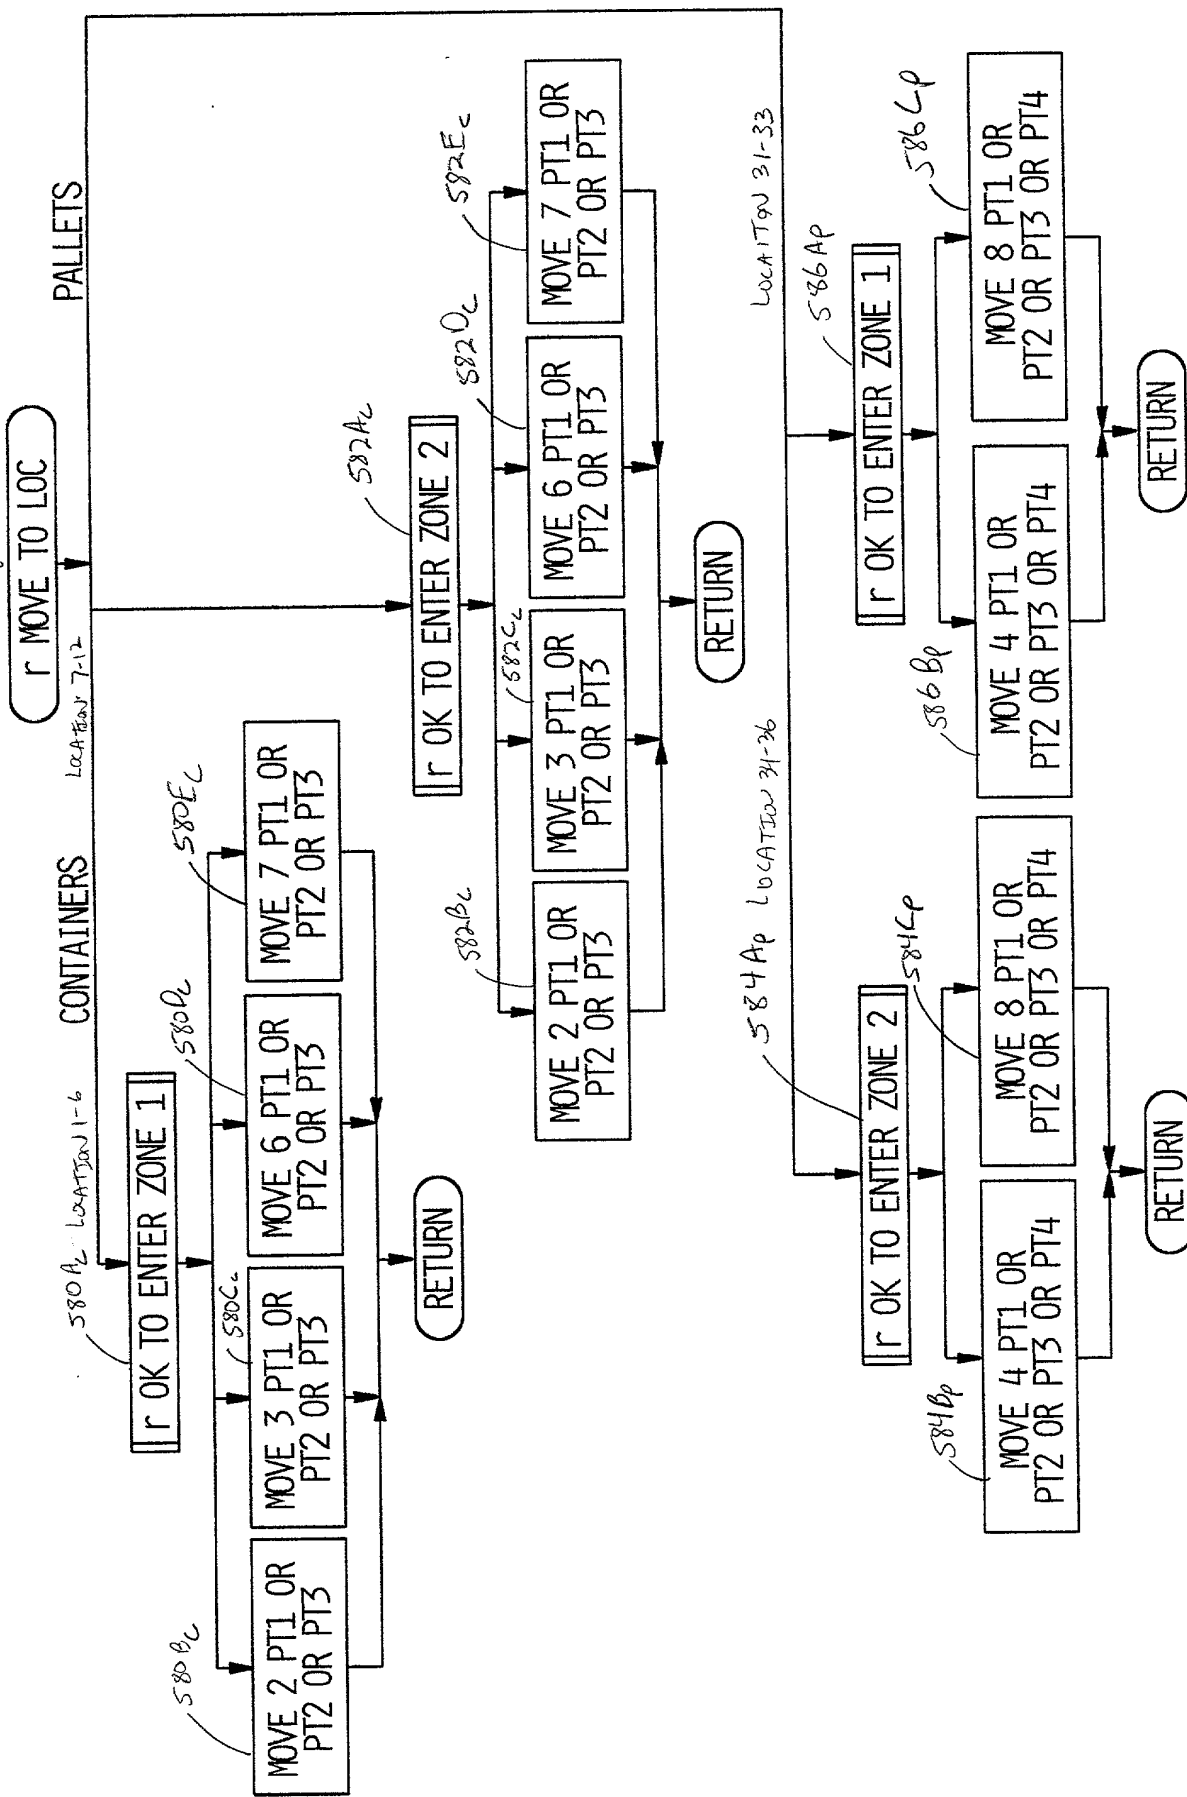 r MOVE TO LOC
CONTAINERS
PALLETS
580Ac
LOCATION 1-6
LOCATION 7-12
r OK TO ENTER ZONE 1
580Bc
580Cc
580Dc
580Ec
MOVE 2 PT1 OR
PT2 OR PT3
MOVE 3 PT1 OR
PT2 OR PT3
MOVE 6 PT1 OR
PT2 OR PT3
MOVE 7 PT1 OR
PT2 OR PT3
RETURN
582Ac
r OK TO ENTER ZONE 2
582Bc
582Cc
582Dc
582Ec
MOVE 2 PT1 OR
PT2 OR PT3
MOVE 3 PT1 OR
PT2 OR PT3
MOVE 6 PT1 OR
PT2 OR PT3
MOVE 7 PT1 OR
PT2 OR PT3
RETURN
584Ap
LOCATION 34-36
r OK TO ENTER ZONE 2
584Bp
584Cp
MOVE 4 PT1 OR
PT2 OR PT3 OR PT4
MOVE 8 PT1 OR
PT2 OR PT3 OR PT4
RETURN
LOCAITON 31-33
586Ap
r OK TO ENTER ZONE 1
586Bp
586Cp
MOVE 4 PT1 OR
PT2 OR PT3 OR PT4
MOVE 8 PT1 OR
PT2 OR PT3 OR PT4
RETURN